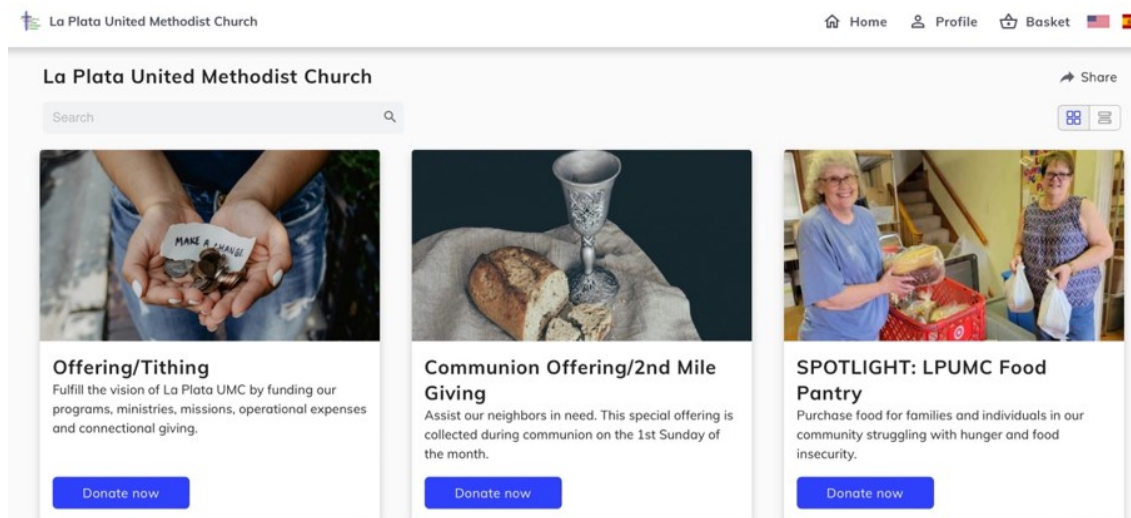 La Plata United Methodist Church
Home Profile Basket
La Plata United Methodist Church
Share
Search
MAKE A CHANGE
Offering/Tithing
Fulfill the vision of La Plata UMC by funding our
programs, ministries, missions, operational expenses
and connectional giving.
Donate now
Communion Offering/2nd Mile
Giving
Assist our neighbors in need. This special offering is
collected during communion on the 1st Sunday of
the month.
Donate now
SPOTLIGHT: LPUMC Food
Pantry
Purchase food for families and individuals in our
community struggling with hunger and food
insecurity.
Donate now